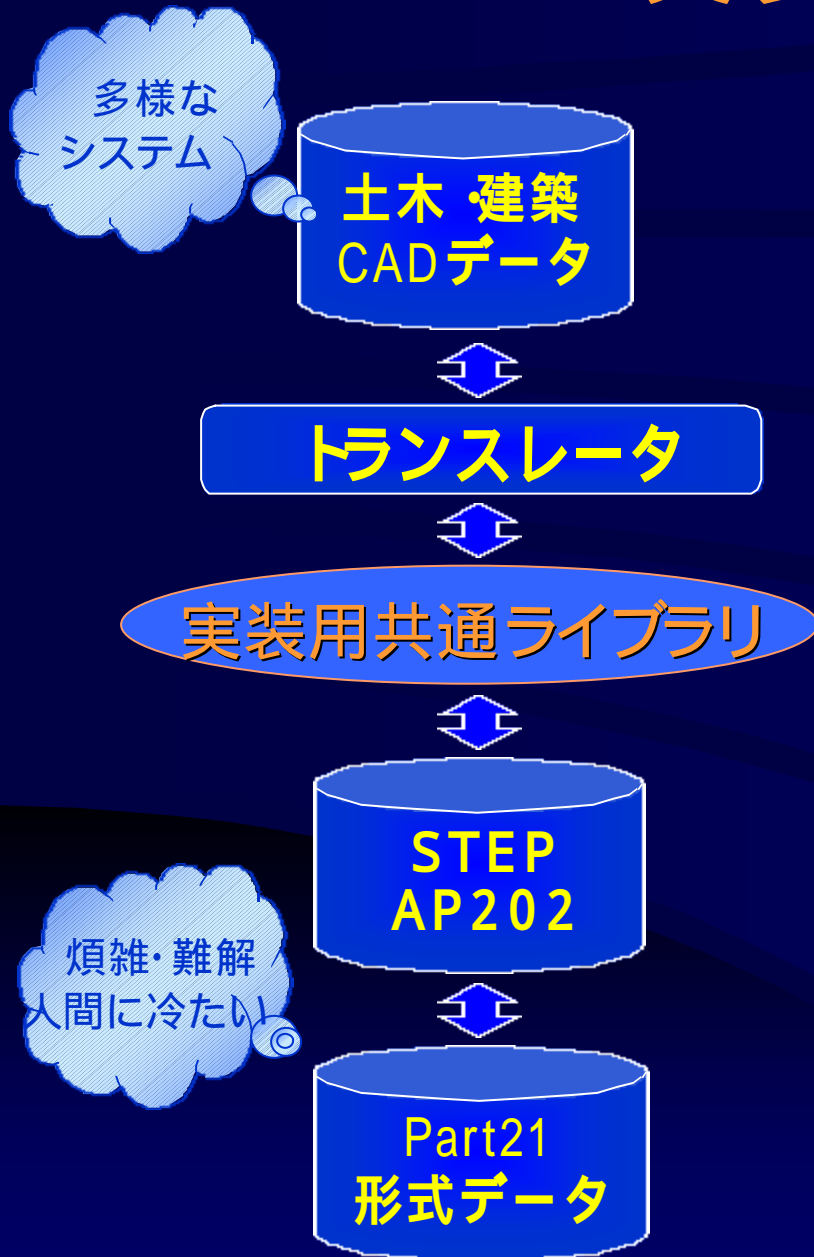 多様な
システム
土木・建築
CADデータ
トランスレータ
実装用共通ライブラリ
STEP
AP202
煩雑・難解
人間に冷たい
Part21
形式データ